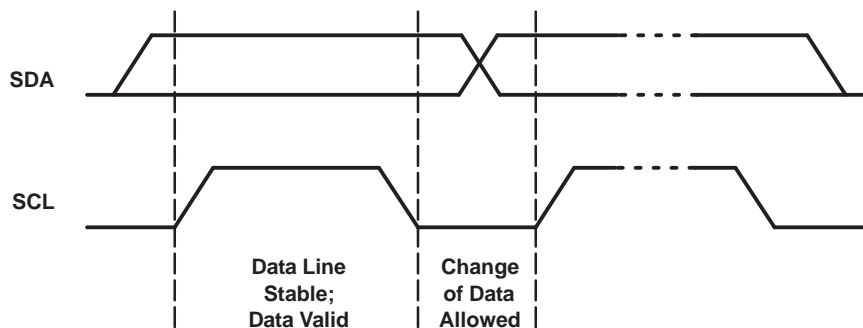 SDA
SCL
Data Line
Stable;
Data Valid
Change
of Data
Allowed